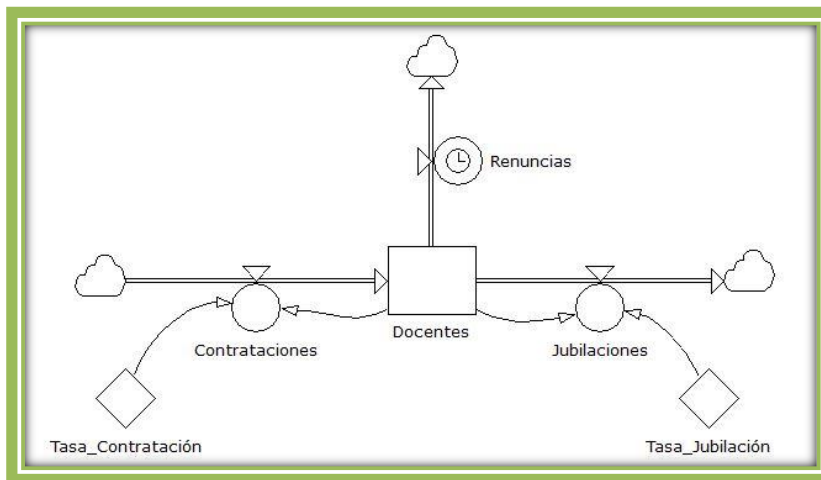 Renuncias
Contrataciones
Docentes
Jubilaciones
Tasa_Contratación
Tasa_Jubilación